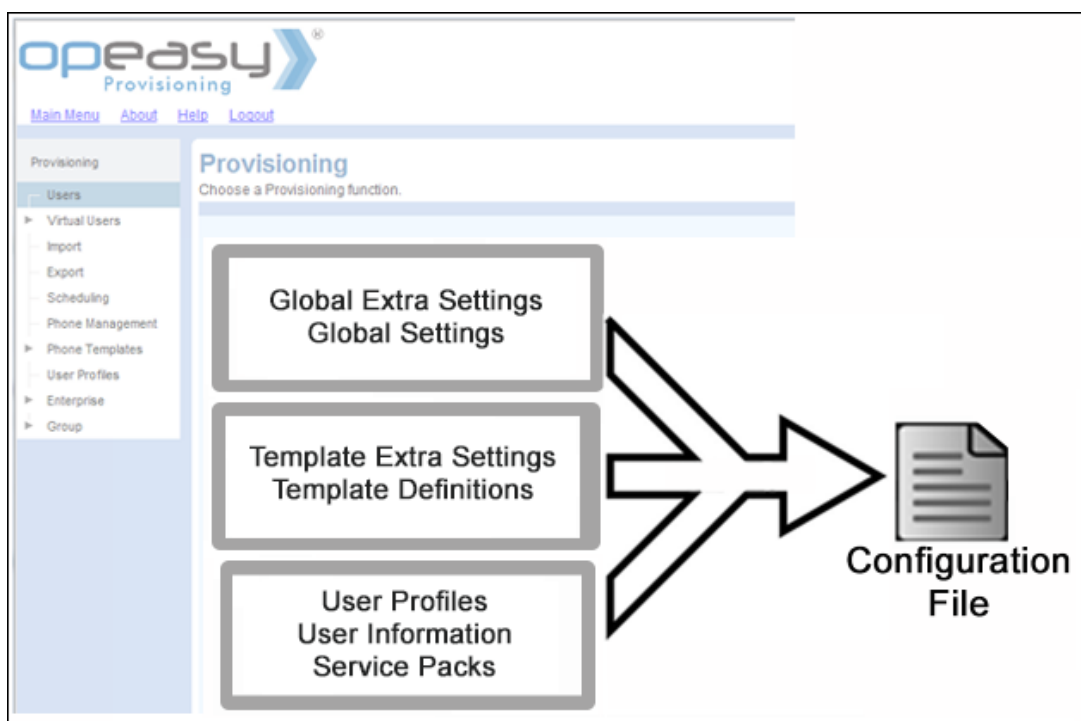 opeasy®
Provisioning
Main Menu About Help Logout
Provisioning
Users
Virtual Users
Import
Export
Scheduling
Phone Management
Phone Templates
User Profiles
Enterprise
Group
Provisioning
Choose a Provisioning function.
Global Extra Settings
Global Settings
Template Extra Settings
Template Definitions
User Profiles
User Information
Service Packs
Configuration
File